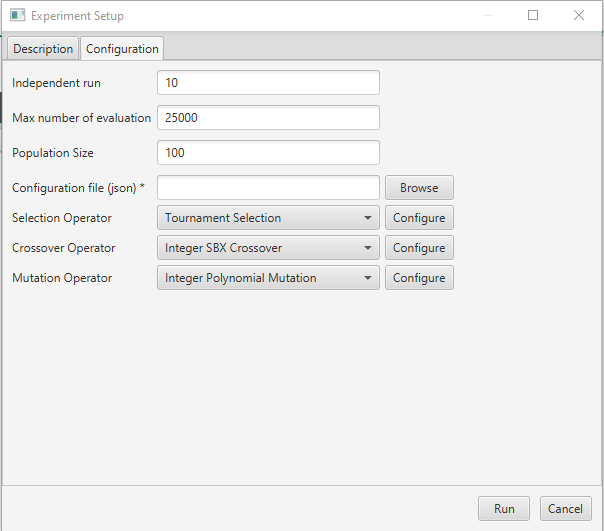 Experiment Setup
Description Configuration
Independent run 10
Max number of evaluation 25000
Population Size 100
Configuration file (json) * Browse
Selection Operator Tournament Selection Configure
Crossover Operator Integer SBX Crossover Configure
Mutation Operator Integer Polynomial Mutation Configure
Run Cancel